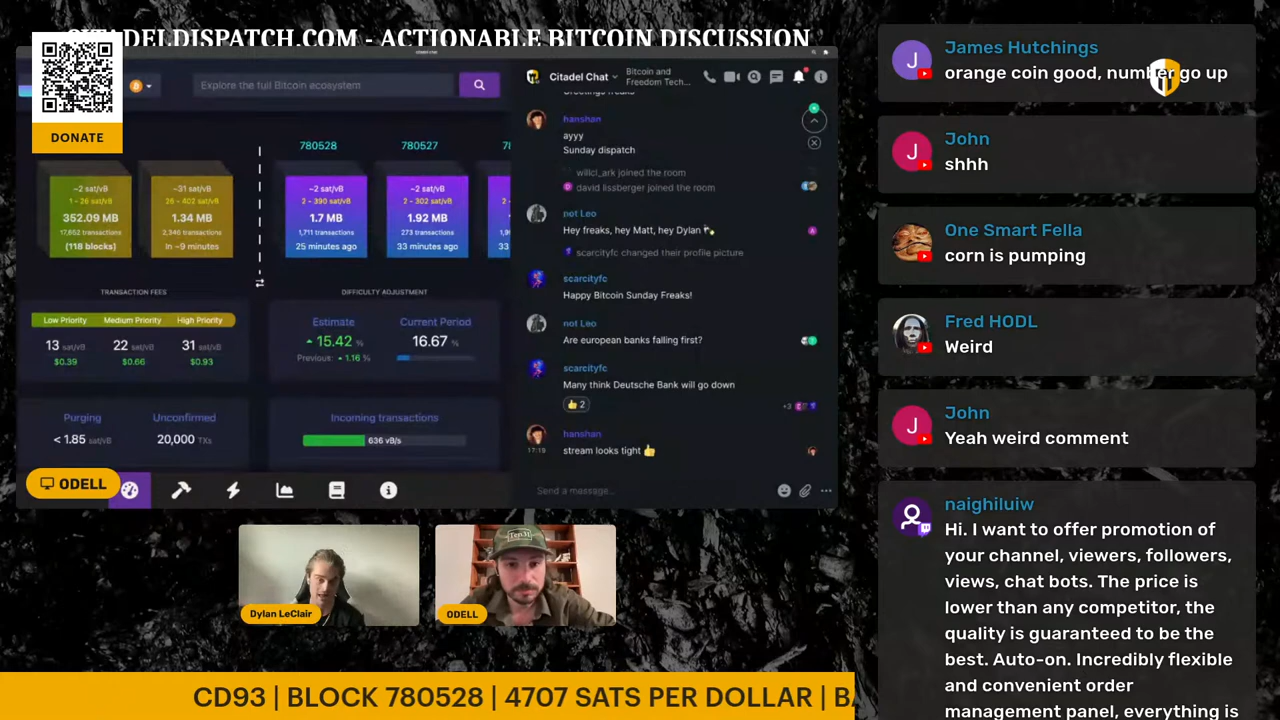 CITADELDISPATCH.COM - ACTIONABLE BITCOIN DISCUSSION
DONATE
Explore the full Bitcoin ecosystem
780528
780527
~2 sat/vB
1 - 26 sat/vB
352.09 MB
17,652 transactions
(118 blocks)
~31 sat/vB
26 - 402 sat/vB
1.34 MB
3,346 transactions
In ~9 minutes
~2 sat/vB
2 - 390 sat/vB
1.7 MB
1,711 transactions
25 minutes ago
~2 sat/vB
2 - 302 sat/vB
1.92 MB
273 transactions
33 minutes ago
TRANSACTION FEES
Low Priority
Medium Priority
High Priority
13 sat/vB
22 sat/vB
31 sat/vB
$0.39
$0.66
$0.93
DIFFICULTY ADJUSTMENT
Estimate
Current Period
15.42 %
16.67 %
Previous: 1.16 %
Purging
Unconfirmed
< 1.85 sat/vB
20,000 TXs
Incoming transactions
636 vB/s
ODELL
Citadel Chat
Bitcoin and
Freedom Tech...
Greetings freaks
hanshan
ayyy
Sunday dispatch
willcl_ark joined the room
david lissberger joined the room
not Leo
Hey freaks, hey Matt, hey Dylan
scarcityfc changed their profile picture
scarcityfc
Happy Bitcoin Sunday Freaks!
not Leo
Are european banks falling first?
scarcityfc
Many think Deutsche Bank will go down
👍 2
+3
hanshan
17:19
stream looks tight 👍
Send a message...
Dylan LeClair
ODELL
CD93 | BLOCK 780528 | 4707 SATS PER DOLLAR | BA
James Hutchings
orange coin good, number go up
John
shhh
One Smart Fella
corn is pumping
Fred HODL
Weird
John
Yeah weird comment
naighiluiw
Hi. I want to offer promotion of
your channel, viewers, followers,
views, chat bots. The price is
lower than any competitor, the
quality is guaranteed to be the
best. Auto-on. Incredibly flexible
and convenient order
management panel, everything is